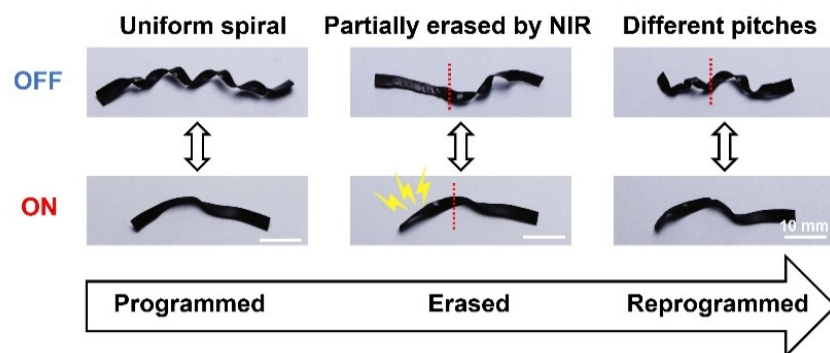 Uniform spiral
Partially erased by NIR
Different pitches
OFF
ON
10 mm
Programmed
Erased
Reprogrammed